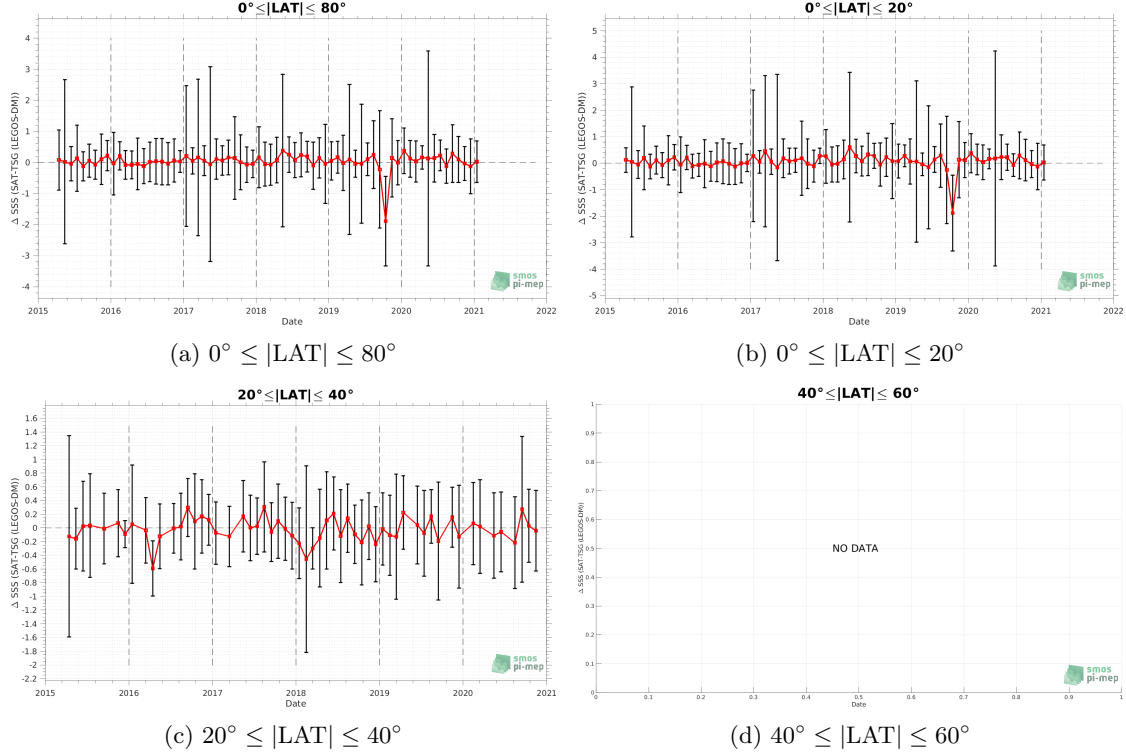 0°≤|LAT|≤ 80°
4
3
2
1
0
-1
-2
-3
-4
Δ SSS (SAT-TSG (LEGOS-DM))
2015 2016 2017 2018 2019 2020 2021 2022
Date
smos
pi-mep
(a) 0° ≤ |LAT| ≤ 80°
0°≤|LAT|≤ 20°
5
4
3
2
1
0
-1
-2
-3
-4
-5
Δ SSS (SAT-TSG (LEGOS-DM))
2015 2016 2017 2018 2019 2020 2021 2022
Date
smos
pi-mep
(b) 0° ≤ |LAT| ≤ 20°
20°≤|LAT|≤ 40°
1.6
1.4
1.2
1
0.8
0.6
0.4
0.2
0
-0.2
-0.4
-0.6
-0.8
-1
-1.2
-1.4
-1.6
-1.8
-2
-2.2
Δ SSS (SAT-TSG (LEGOS-DM))
2015 2016 2017 2018 2019 2020 2021
Date
smos
pi-mep
(c) 20° ≤ |LAT| ≤ 40°
40°≤|LAT|≤ 60°
1
0.9
0.8
0.7
0.6
0.5
0.4
0.3
0.2
0.1
0
Δ SSS (SAT-TSG (LEGOS-DM))
NO DATA
0 0.1 0.2 0.3 0.4 0.5 0.6 0.7 0.8 0.9 1
Date
smos
pi-mep
(d) 40° ≤ |LAT| ≤ 60°